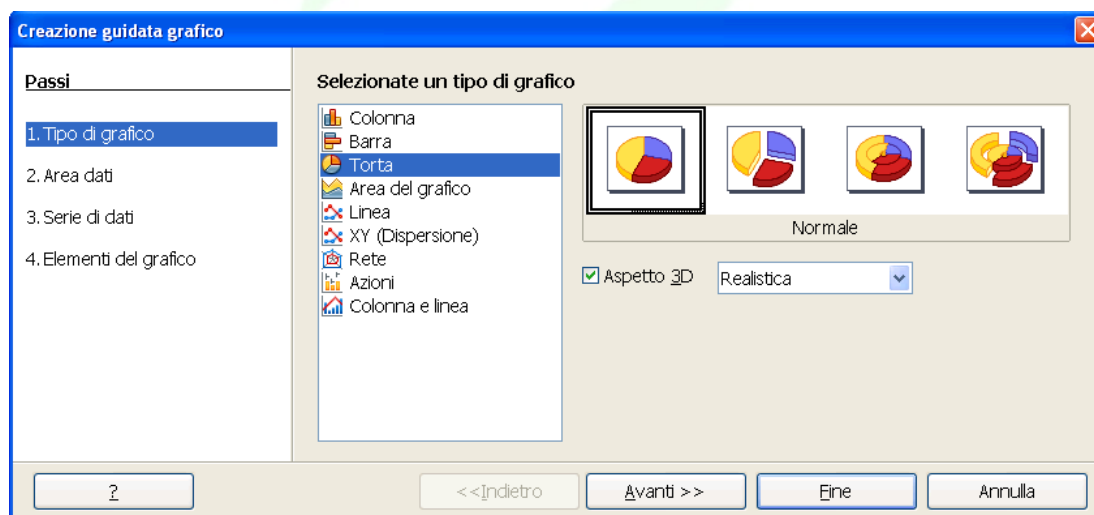 Creazione guidata grafico
Passi
1. Tipo di grafico
2. Area dati
3. Serie di dati
4. Elementi del grafico
Selezionate un tipo di grafico
Colonna
Barra
Torta
Area del grafico
Linea
XY (Dispersione)
Rete
Azioni
Colonna e linea
Normale
Aspetto 3D
Realistica
?
<<Indietro
Avanti >>
Fine
Annulla